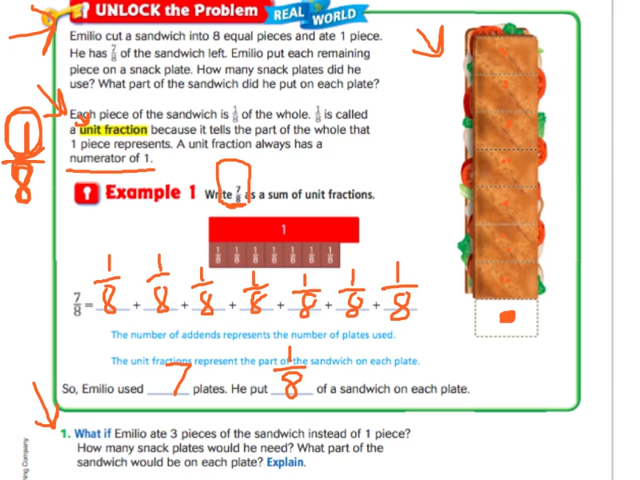 UNLOCK the Problem REAL WORLD
Emilio cut a sandwich into 8 equal pieces and ate 1 piece.
He has 7/8 of the sandwich left. Emilio put each remaining
piece on a snack plate. How many snack plates did he
use? What part of the sandwich did he put on each plate?
Each piece of the sandwich is 1/8 of the whole. 1/8 is called
a unit fraction because it tells the part of the whole that
1 piece represents. A unit fraction always has a
numerator of 1.
1/8
Example 1 Write 7/8 as a sum of unit fractions.
1
1/8 1/8 1/8 1/8 1/8 1/8 1/8
7/8 = 1/8 + 1/8 + 1/8 + 1/8 + 1/8 + 1/8 + 1/8
The number of addends represents the number of plates used.
The unit fractions represent the part of the sandwich on each plate.
So, Emilio used 7 plates. He put 1/8 of a sandwich on each plate.
1. What if Emilio ate 3 pieces of the sandwich instead of 1 piece?
How many snack plates would he need? What part of the
sandwich would be on each plate? Explain.
ing Company